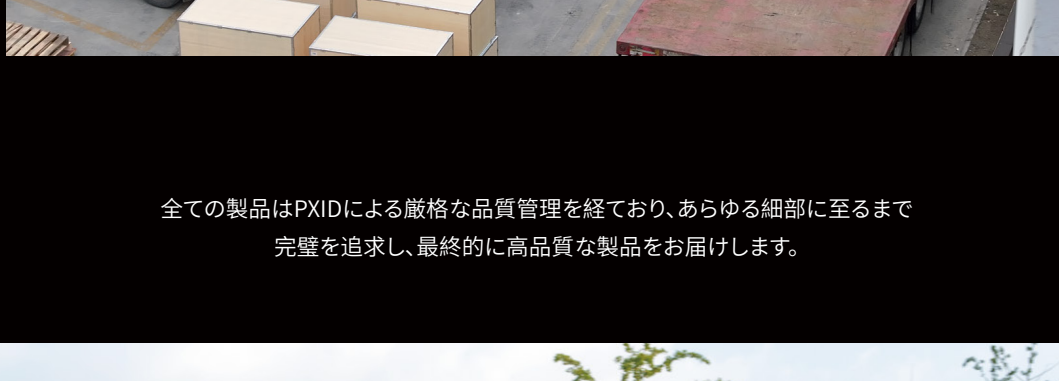 全ての製品はPXIDによる厳格な品質管理を経ており、あらゆる細部に至るまで
完璧を追求し、最終的に高品質な製品をお届けします。